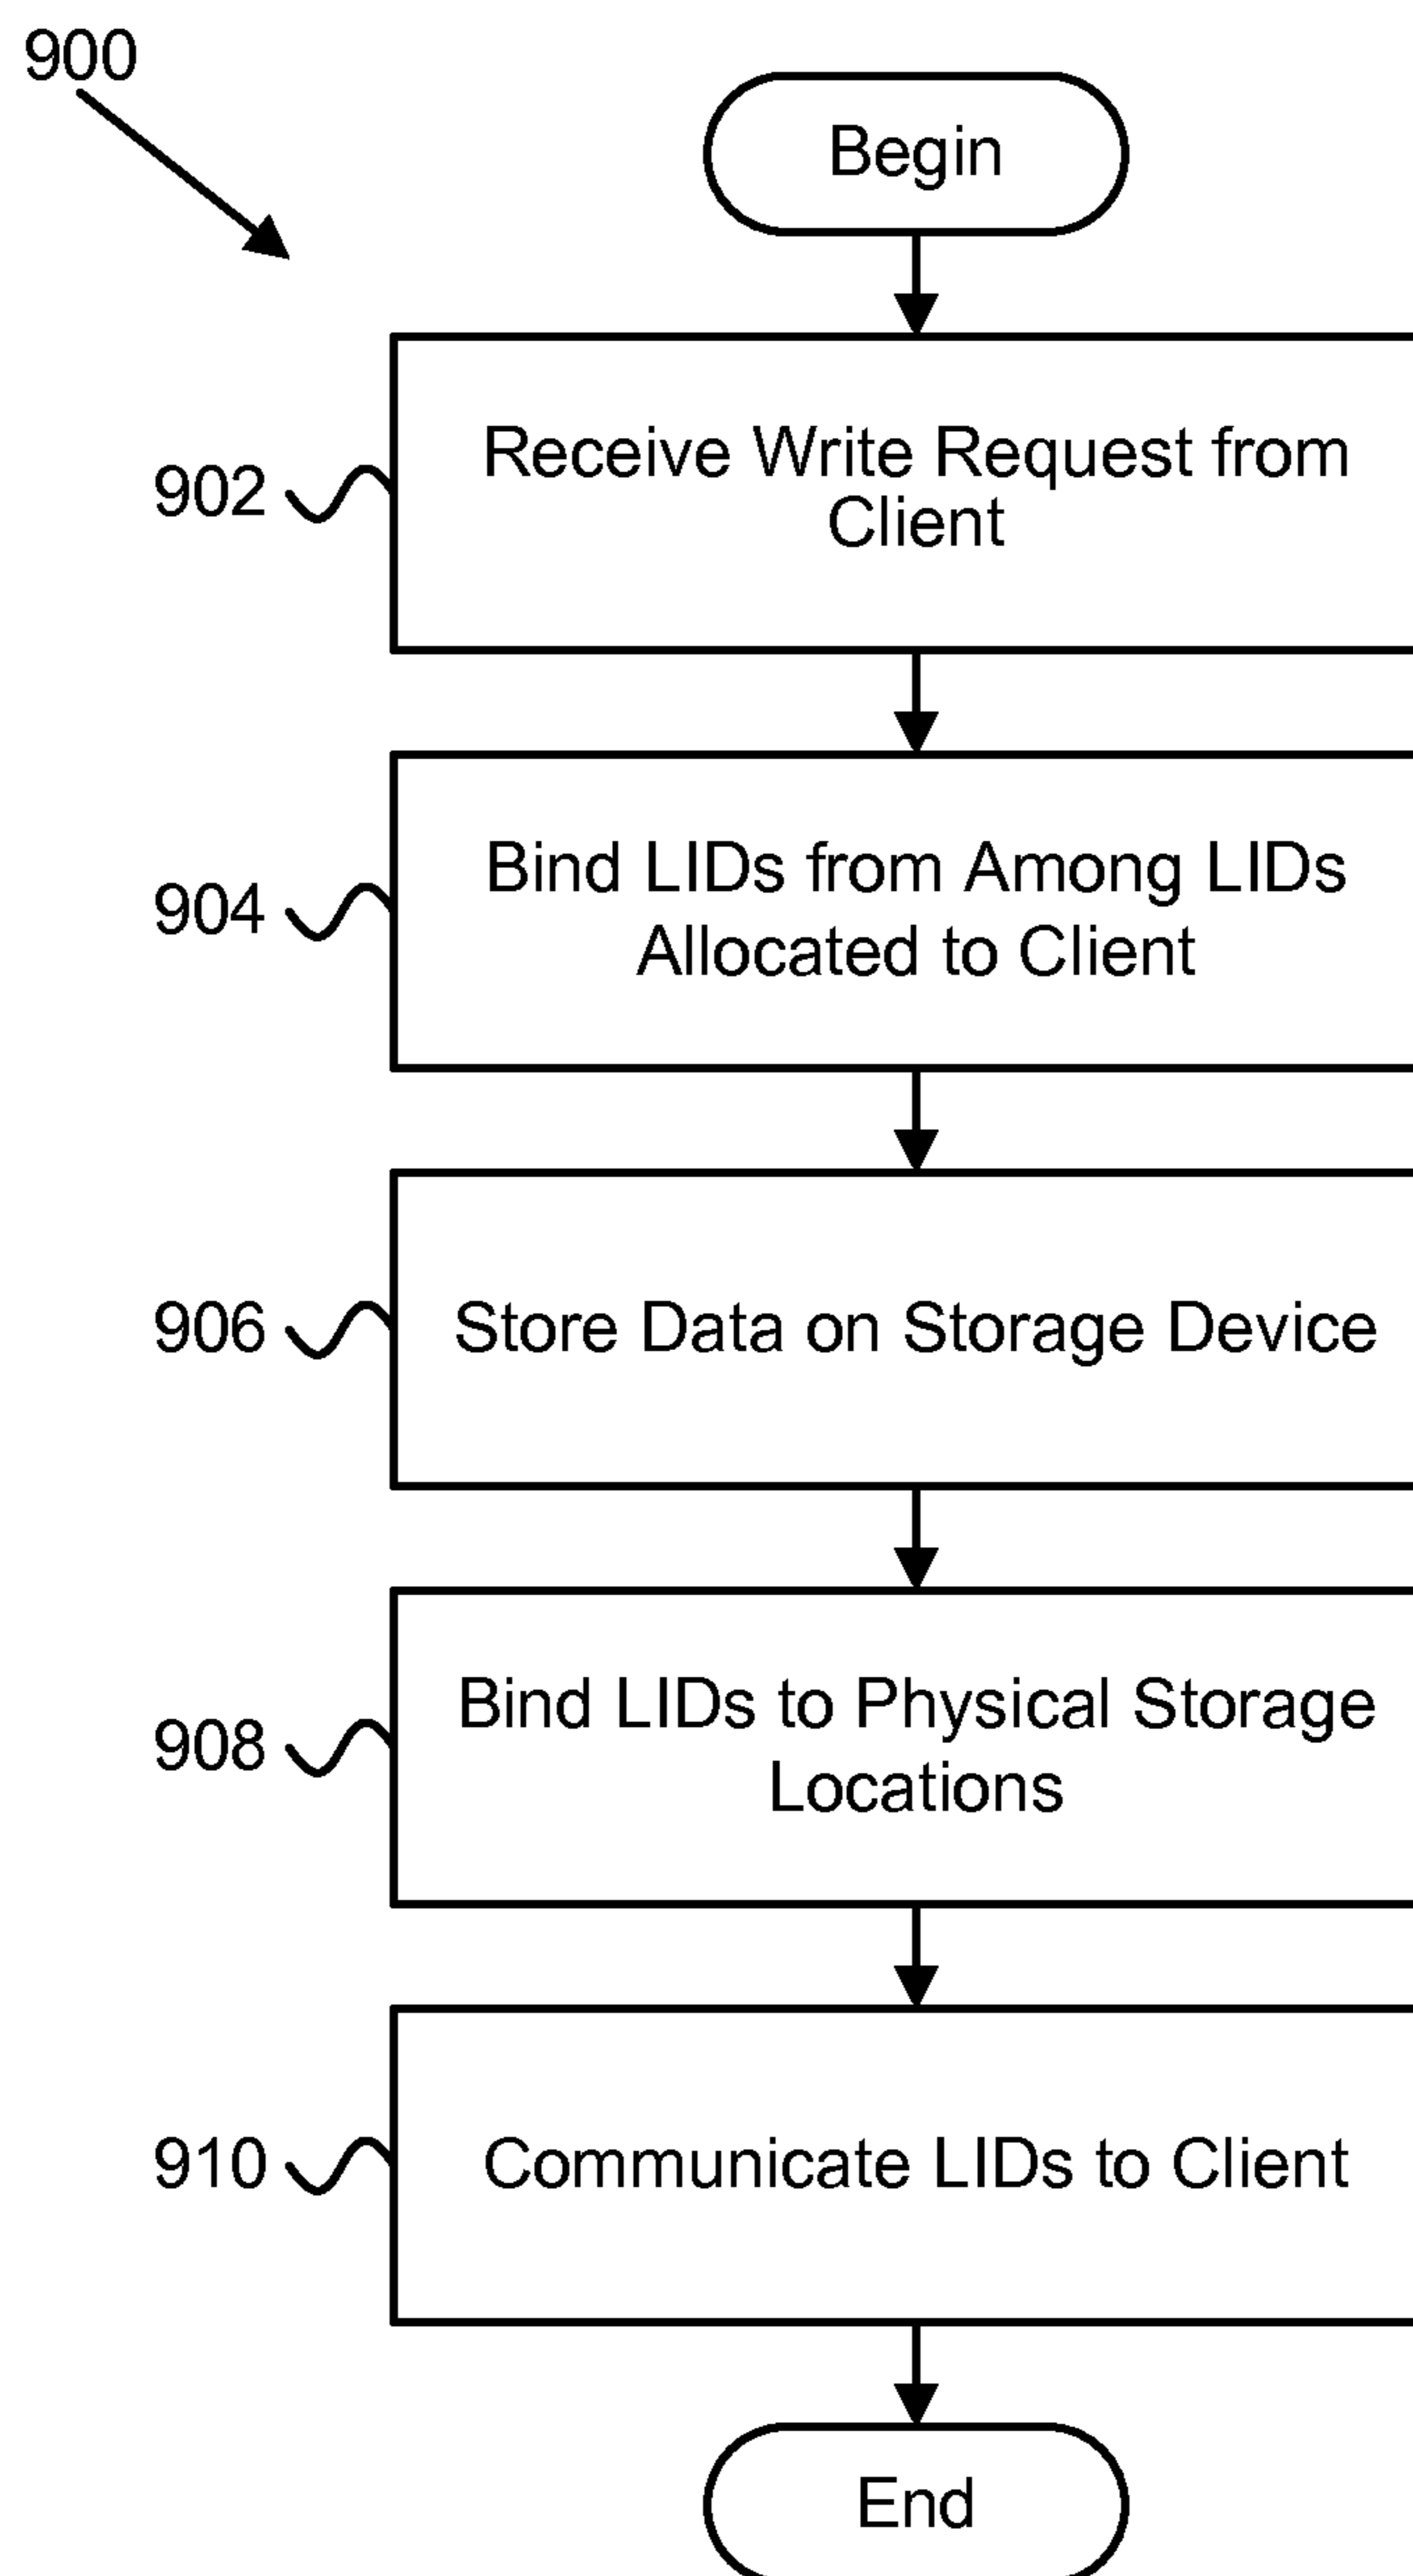 900
Begin
902
Receive Write Request from
Client
904
Bind LIDs from Among LIDs
Allocated to Client
906
Store Data on Storage Device
908
Bind LIDs to Physical Storage
Locations
910
Communicate LIDs to Client
End